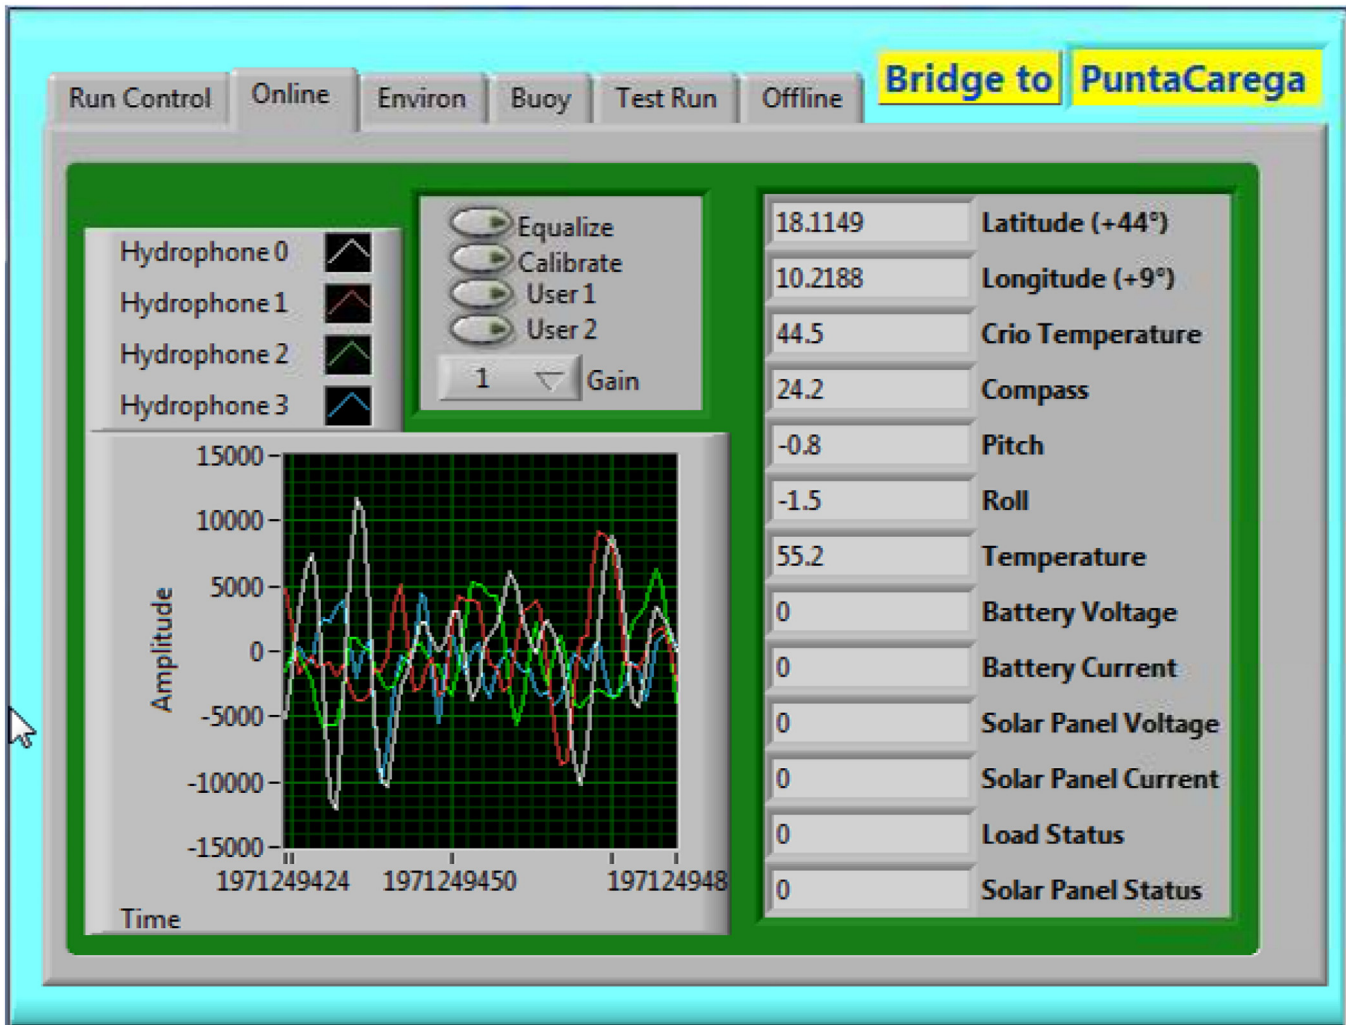 Bridge to PuntaCarega
Run Control Online Environ Buoy Test Run Offline
Hydrophone 0
Hydrophone 1
Hydrophone 2
Hydrophone 3
Equalize
Calibrate
User 1
User 2
1 Gain
15000
10000
5000
0
-5000
-10000
-15000
Amplitude
1971249424 1971249450 197124948
Time
18.1149 Latitude (+44°)
10.2188 Longitude (+9°)
44.5 Crio Temperature
24.2 Compass
-0.8 Pitch
-1.5 Roll
55.2 Temperature
0 Battery Voltage
0 Battery Current
0 Solar Panel Voltage
0 Solar Panel Current
0 Load Status
0 Solar Panel Status